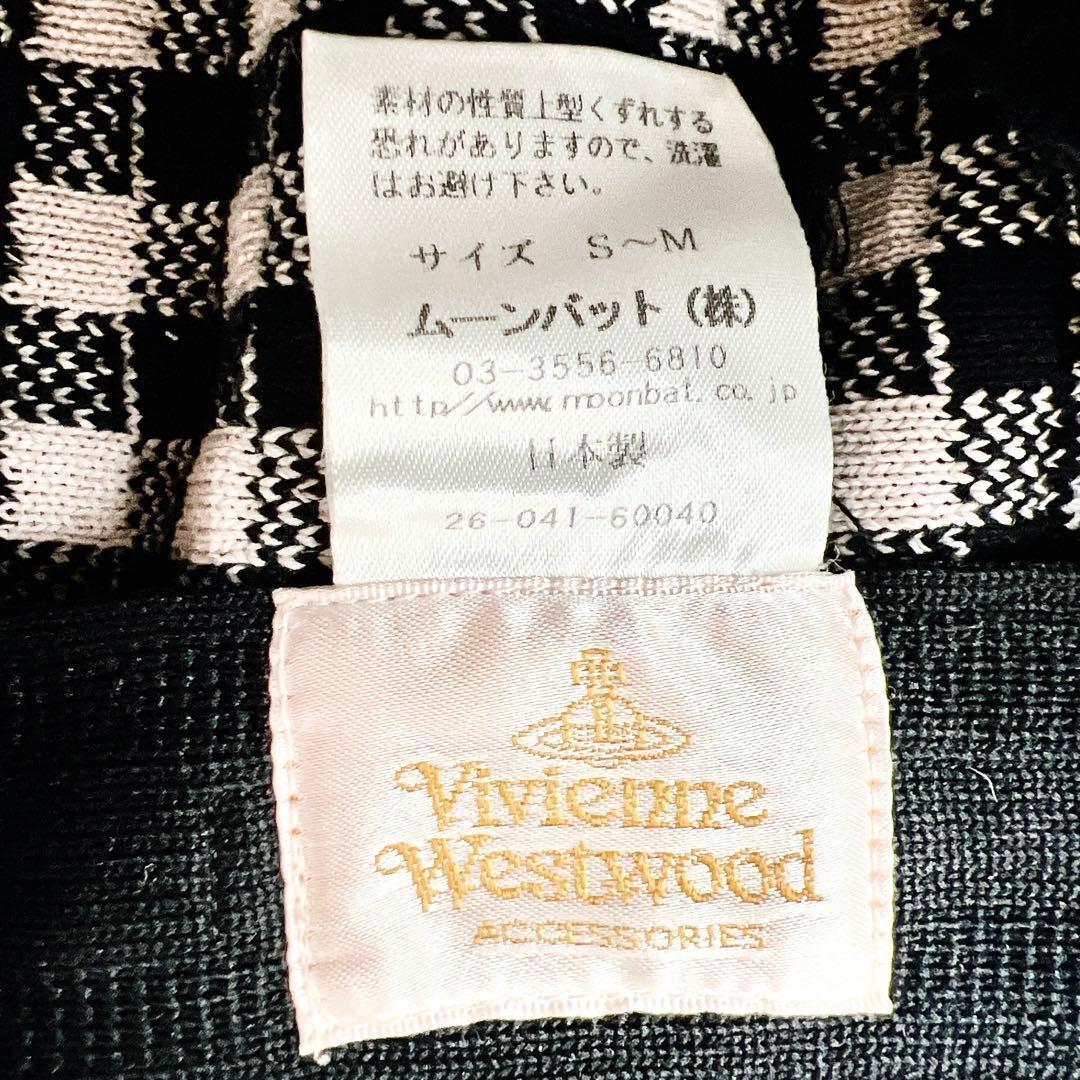 素材の性質上型くずれする
恐れがありますので、洗濯
はお避け下さい。
サイズ S～M
ムーンバット（株）
03-3556-6810
http//www.moonbat.co.jp
日本製
26-041-60040
Vivienne
Westwood
ACCESSORIES